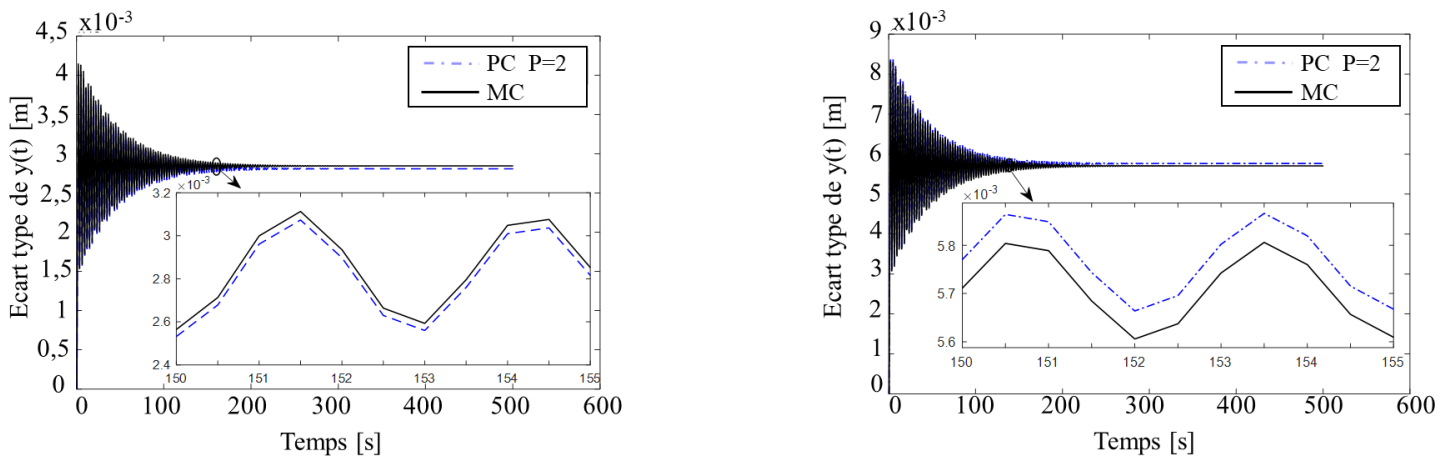 x10⁻³
4,5
4
3,5
3
2,5
2
1,5
1
0,5
0
Ecart type de y(t) [m]
PC P=2
MC
×10⁻³
3.2
3
2.8
2.6
2.4
150 151 152 153 154 155
0 100 200 300 400 500 600
Temps [s]
x10⁻³
9
8
7
6
5
4
3
2
1
0
Ecart type de y(t) [m]
PC P=2
MC
×10⁻³
5.8
5.7
5.6
150 151 152 153 154 155
0 100 200 300 400 500 600
Temps [s]